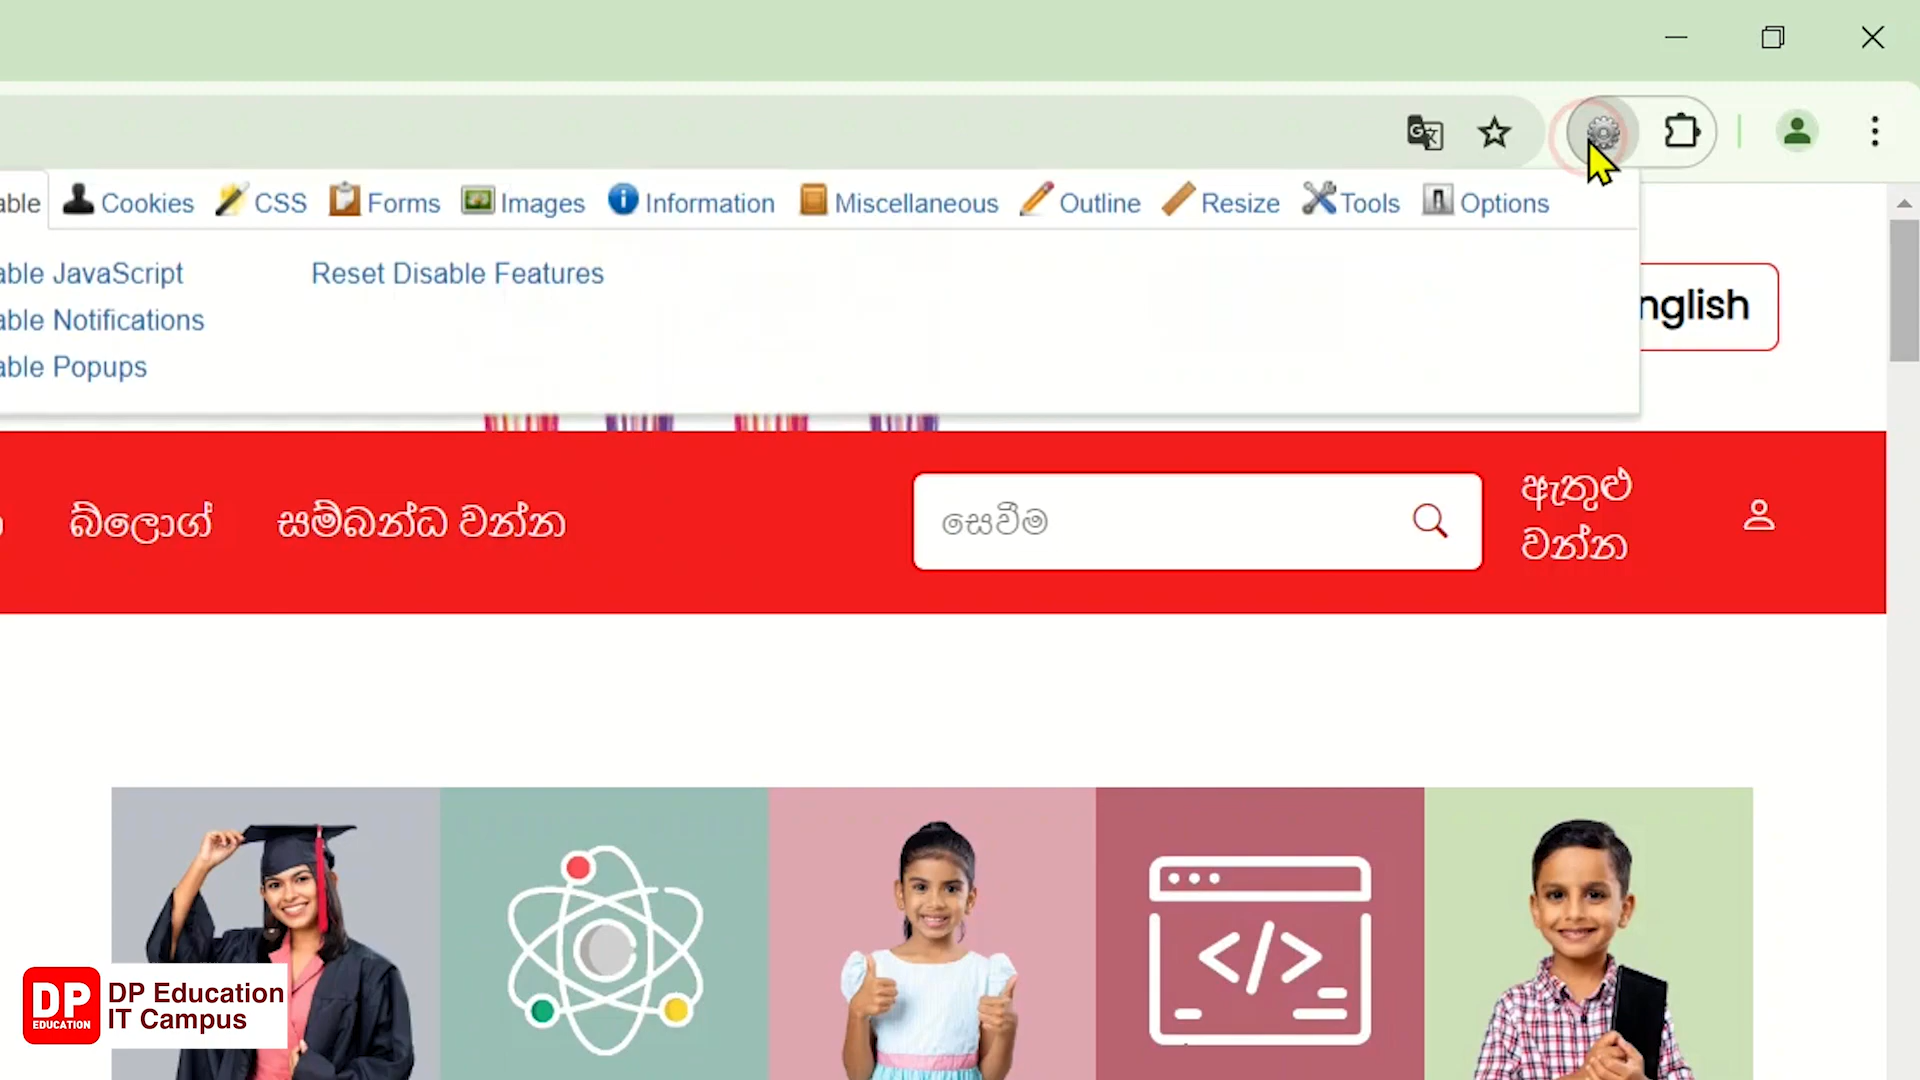 able Cookies CSS Forms Images Information Miscellaneous Outline Resize Tools Options
able JavaScript Reset Disable Features
able Notifications
able Popups
nglish
බ්ලොග් සම්බන්ධ වන්න සෙවීම ඇතුළු වන්න
DP EDUCATION
DP Education
IT Campus